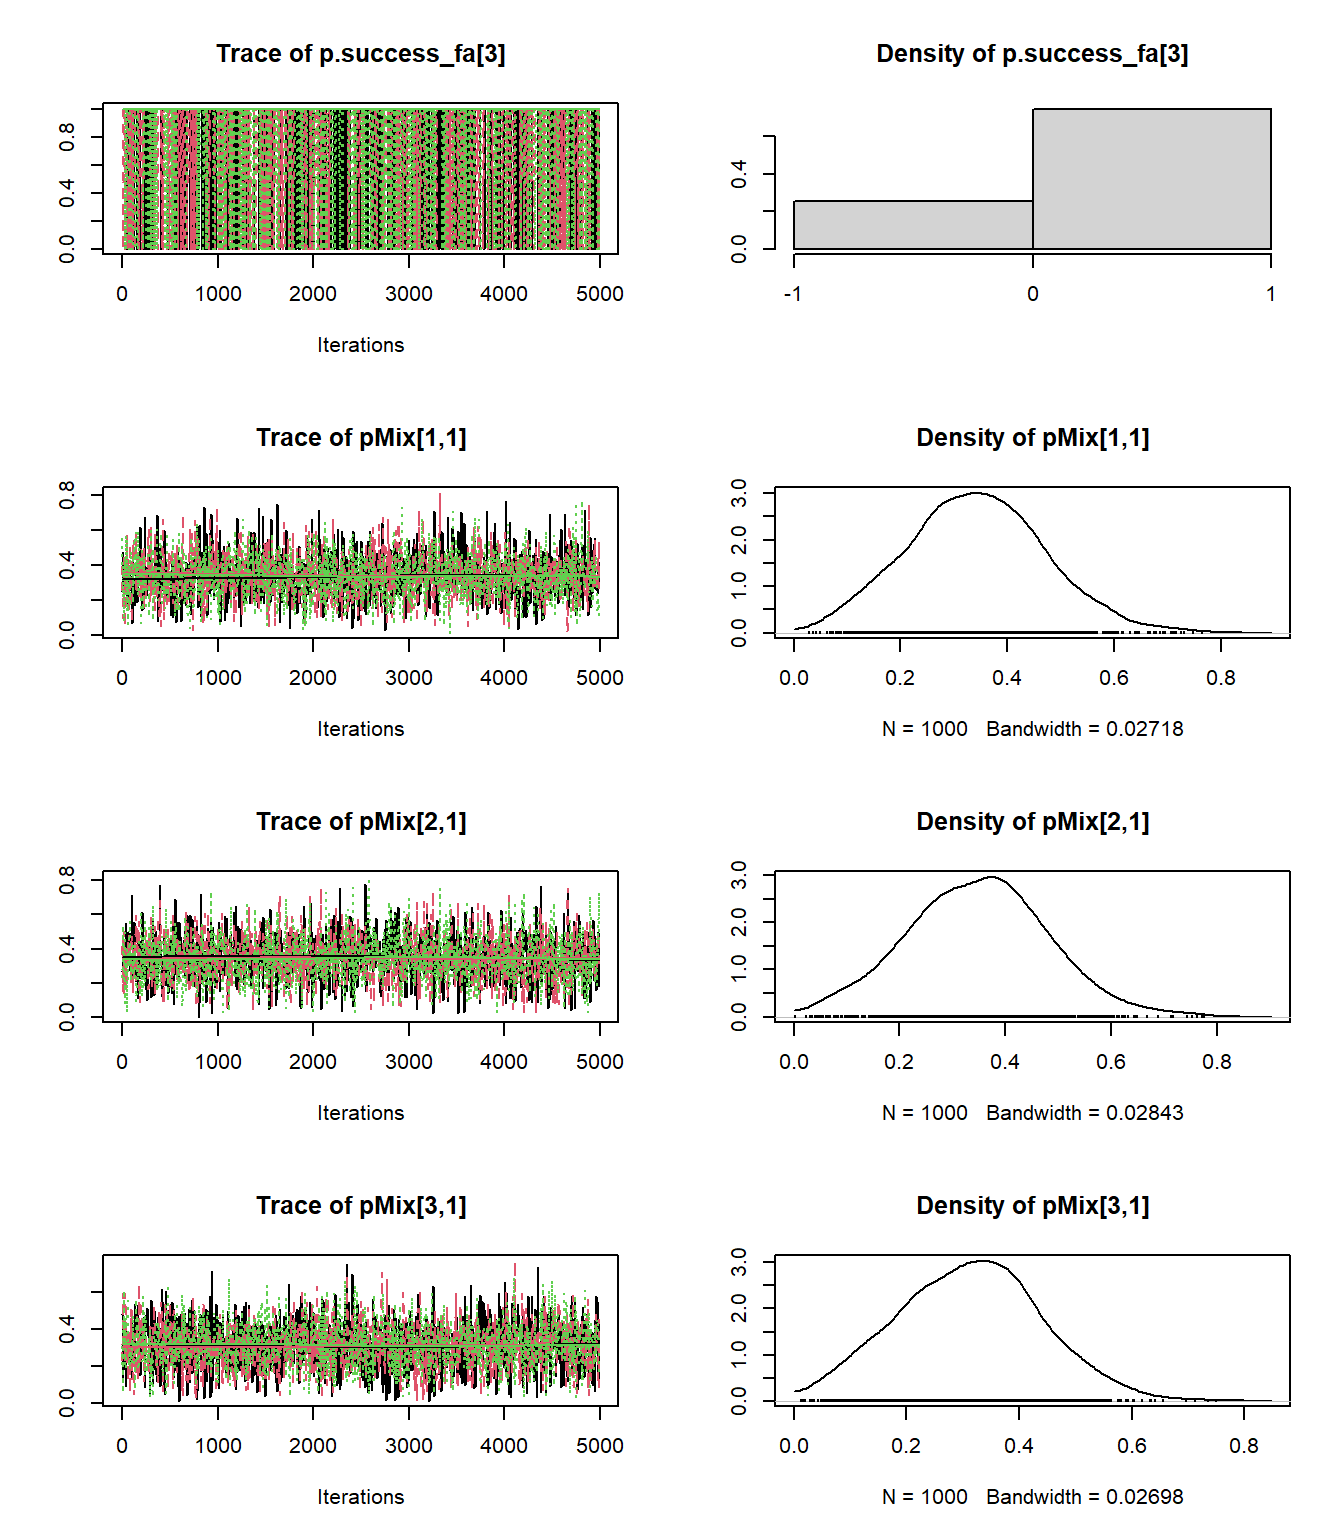 Trace of p.success_fa[3]
0.0 0.4 0.8
0 1000 2000 3000 4000 5000
Iterations
Density of p.success_fa[3]
0.0 0.4
-1 0 1
Trace of pMix[1,1]
0.0 0.4 0.8
0 1000 2000 3000 4000 5000
Iterations
Density of pMix[1,1]
0.0 1.0 2.0 3.0
0.0 0.2 0.4 0.6 0.8
N = 1000 Bandwidth = 0.02718
Trace of pMix[2,1]
0.0 0.4 0.8
0 1000 2000 3000 4000 5000
Iterations
Density of pMix[2,1]
0.0 1.0 2.0 3.0
0.0 0.2 0.4 0.6 0.8
N = 1000 Bandwidth = 0.02843
Trace of pMix[3,1]
0.0 0.4
0 1000 2000 3000 4000 5000
Iterations
Density of pMix[3,1]
0.0 1.0 2.0 3.0
0.0 0.2 0.4 0.6 0.8
N = 1000 Bandwidth = 0.02698